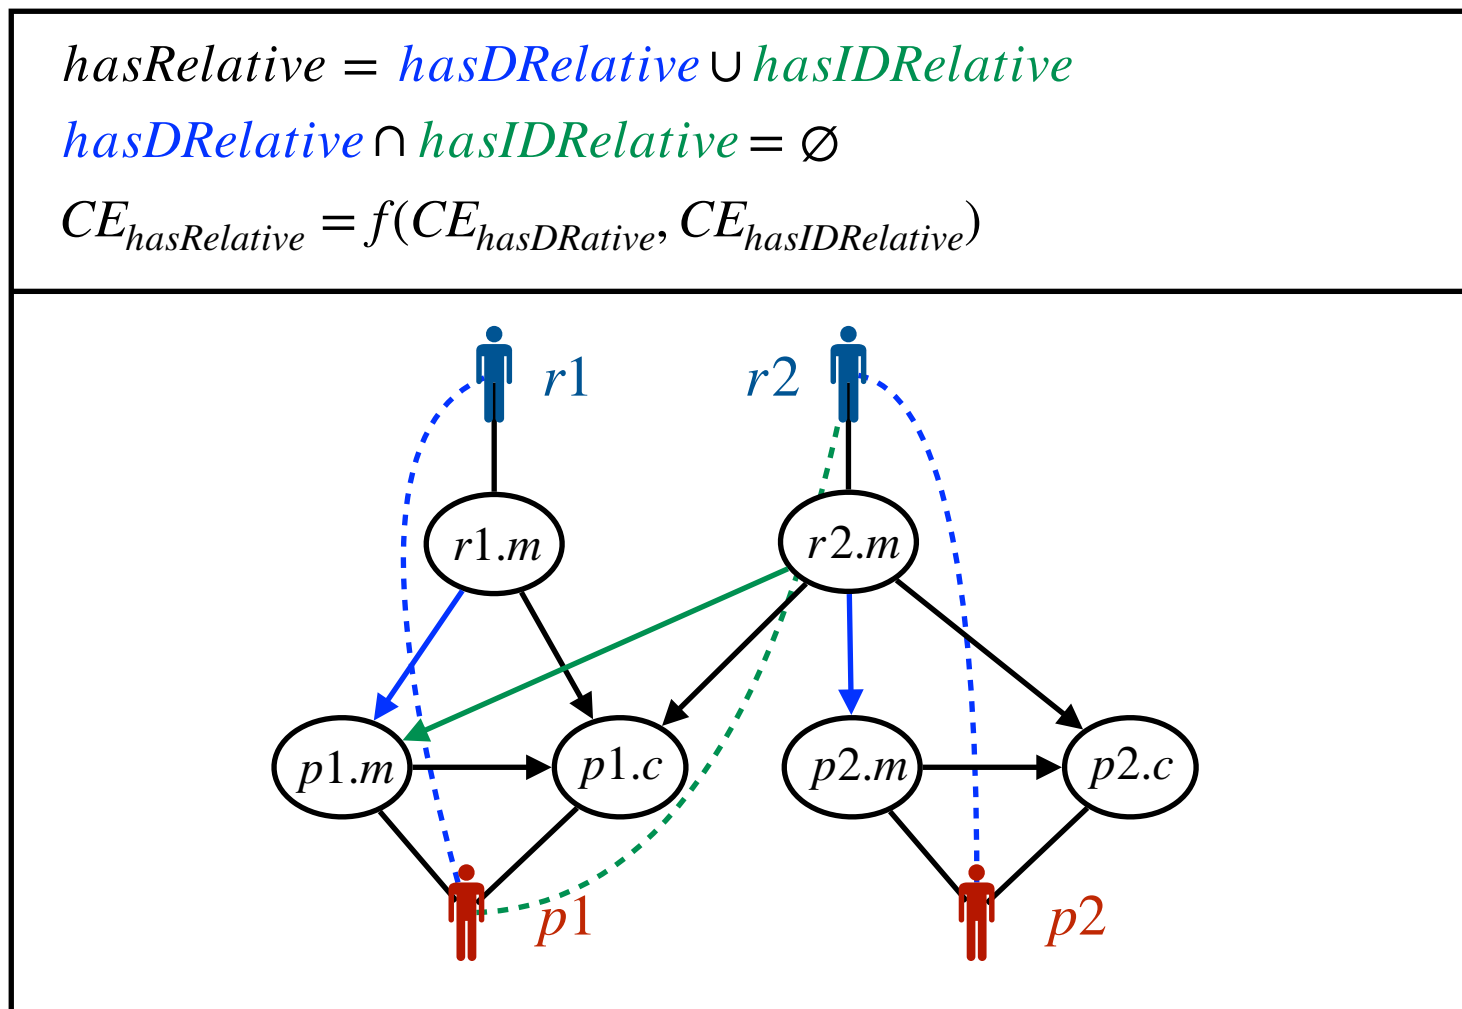 hasRelative = hasDRelative ∪ hasIDRelative
hasDRelative ∩ hasIDRelative = ∅
CE_hasRelative = f(CE_hasDRative, CE_hasIDRelative)
r1 r2
r1.m r2.m
p1.m p1.c p2.m p2.c
p1 p2